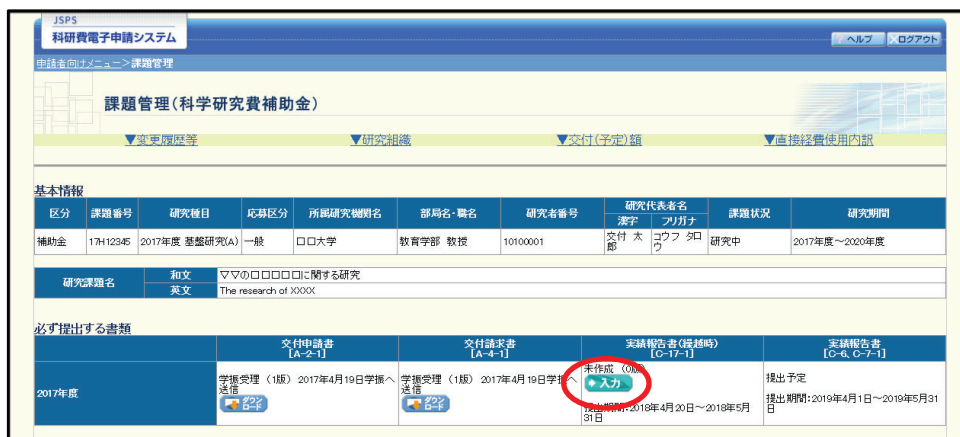 JSPS
科研費電子申請システム
ヘルプ
ログアウト
申請者向けメニュー＞課題管理
課題管理(科学研究費補助金)
▼変更履歴等 ▼研究組織 ▼交付(予定)額 ▼直接経費使用内訳
基本情報
区分 課題番号 研究種目 応募区分 所属研究機関名 部局名・職名 研究者番号 研究代表者名 課題状況 研究期間
漢字 フリガナ
補助金 17H12345 2017年度 基盤研究(A) 一般 □□大学 教育学部 教授 10100001 交付 太郎 コウフ タロウ 研究中 2017年度～2020年度
研究課題名 和文 ▽▽の□□□□□に関する研究
英文 The research of XXXX
必ず提出する書類
交付申請書 交付請求書 実績報告書(繰越時) 実績報告書
[A-2-1] [A-4-1] [C-17-1] [C-6、C-7-1]
2017年度
学振受理 (1版) 2017年4月19日学振へ
送信
ダウンロード
学振受理 (1版) 2017年4月19日学振へ
送信
ダウンロード
未作成 (0版)
入力
提出期間:2018年4月20日～2018年5月
31日
提出予定
提出期間:2019年4月1日～2019年5月31
日